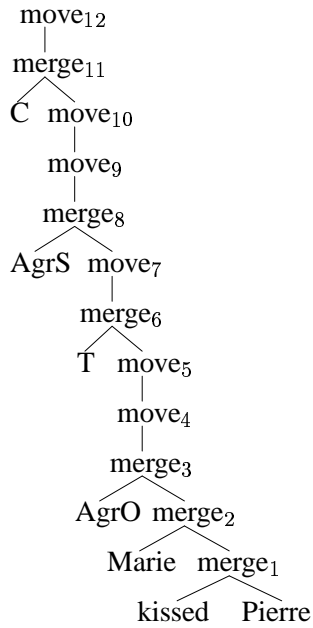 move12
merge11
C move10
move9
merge8
AgrS move7
merge6
T move5
move4
merge3
AgrO merge2
Marie merge1
kissed Pierre